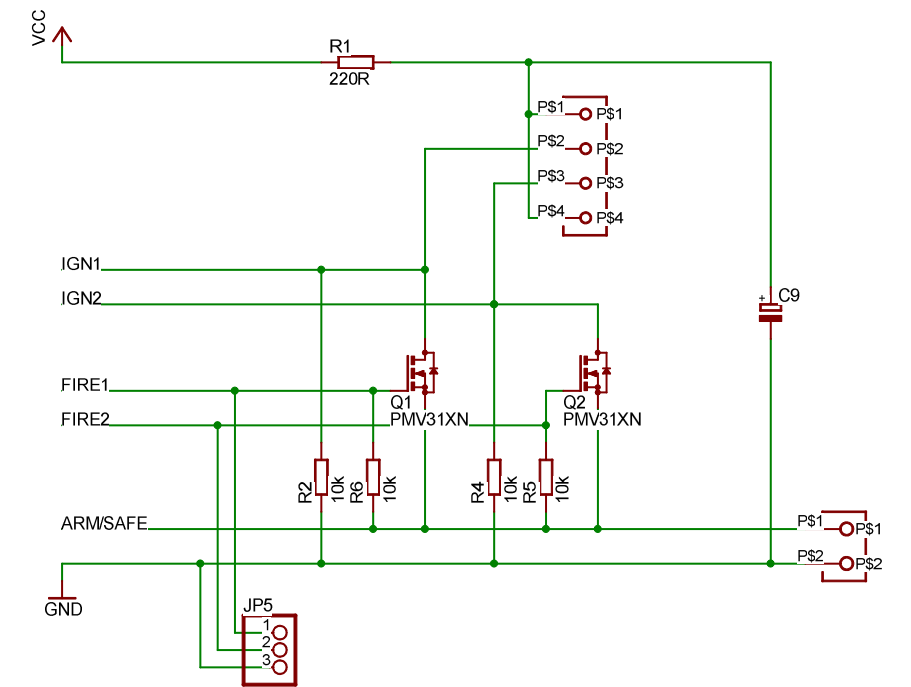 VCC
R1
220R
P$1 P$1
P$2 P$2
P$3 P$3
P$4 P$4
IGN1
IGN2
+ C9
FIRE1
FIRE2
Q1
PMV31XN
Q2
PMV31XN
R2 10k
R6 10k
R4 10k
R5 10k
ARM/SAFE
P$1 P$1
P$2 P$2
GND
JP5
1
2
3